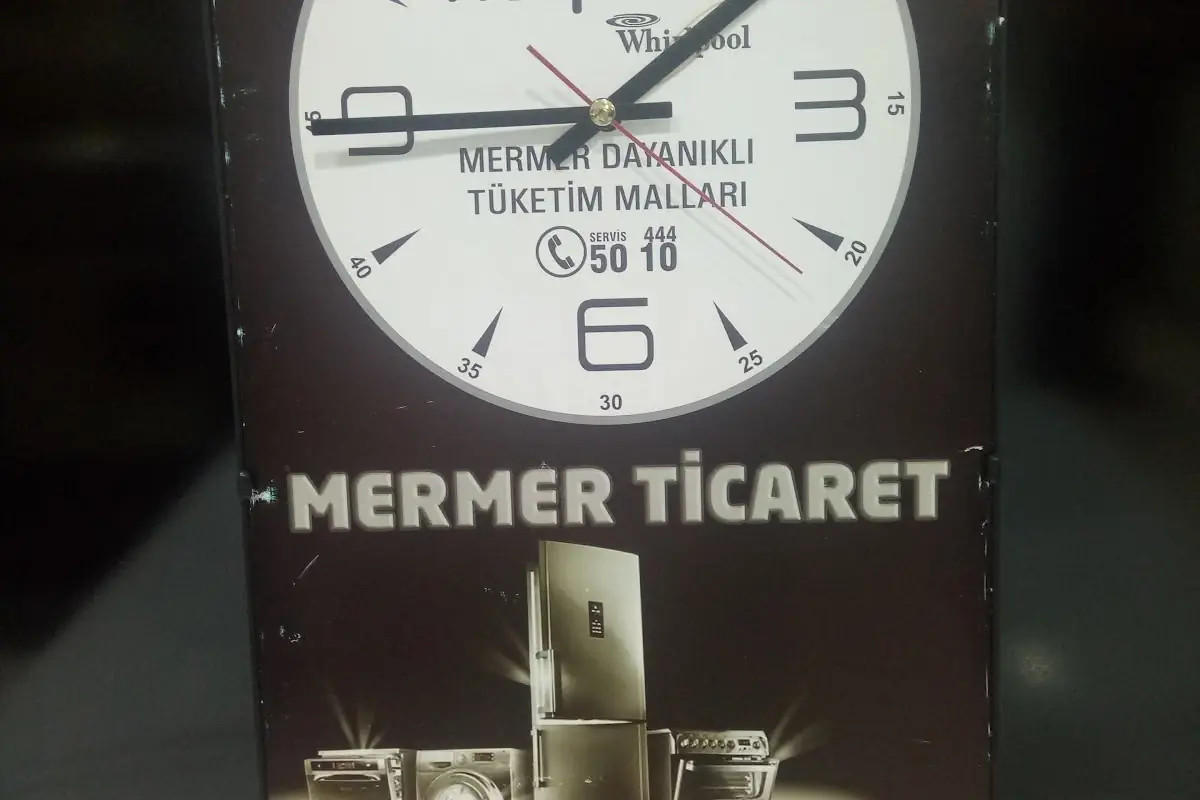 Whirlpool
9
3
45
15
MERMER DAYANIKLI
TÜKETİM MALLARI
SERVİS 444
50 10
40
20
35
25
6
30
MERMER TİCARET